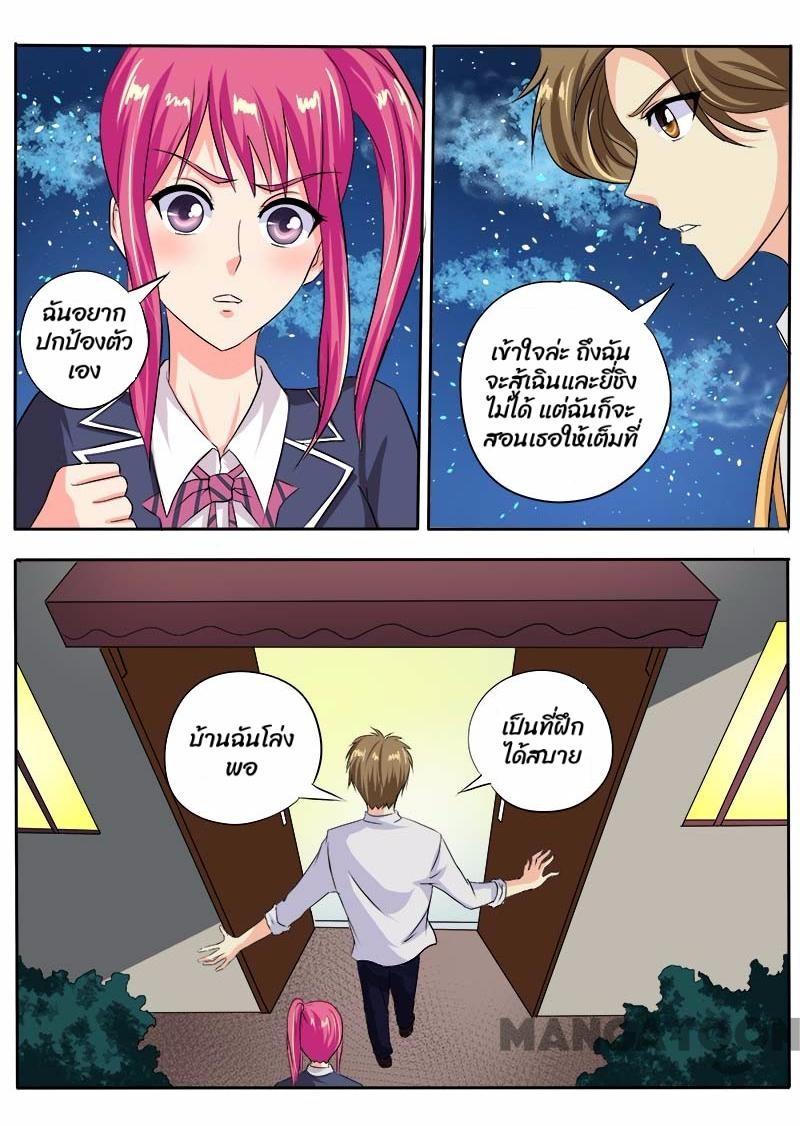 ฉันอยาก
ปกป้องตัว
เอง
เข้าใจล่ะ ถึงฉัน
จะสู้เฉินและยี่ชิง
ไม่ได้ แต่ฉันก็จะ
สอนเธอให้เต็มที่
บ้านฉันโล่ง
พอ
เป็นที่ฝึก
ได้สบาย
MANGATOON